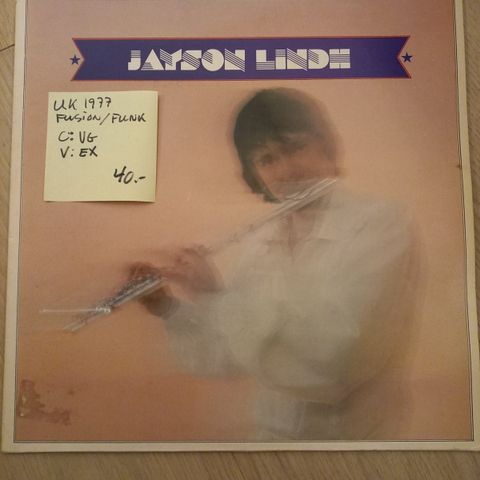 JAYSON LINDH
UK 1977
FUSION/FUNK
C: VG
V: EX
40.-